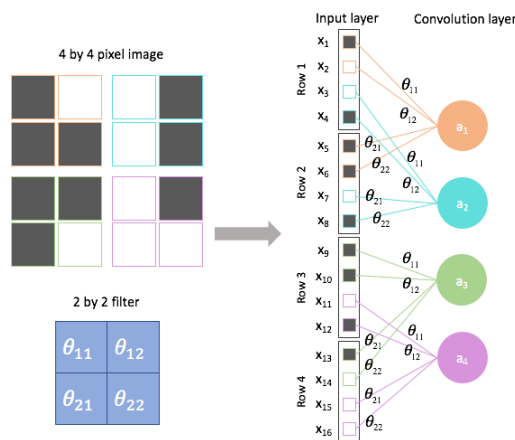 4 by 4 pixel image
2 by 2 filter
θ11 θ12
θ21 θ22
Input layer
Convolution layer
Row 1
x1
x2
x3
x4
Row 2
x5
x6
x7
x8
Row 3
x9
x10
x11
x12
Row 4
x13
x14
x15
x16
θ11
θ12
θ21
θ22
θ11
θ12
θ21
θ22
θ11
θ12
θ21
θ22
θ11
θ12
θ21
θ22
a1
a2
a3
a4